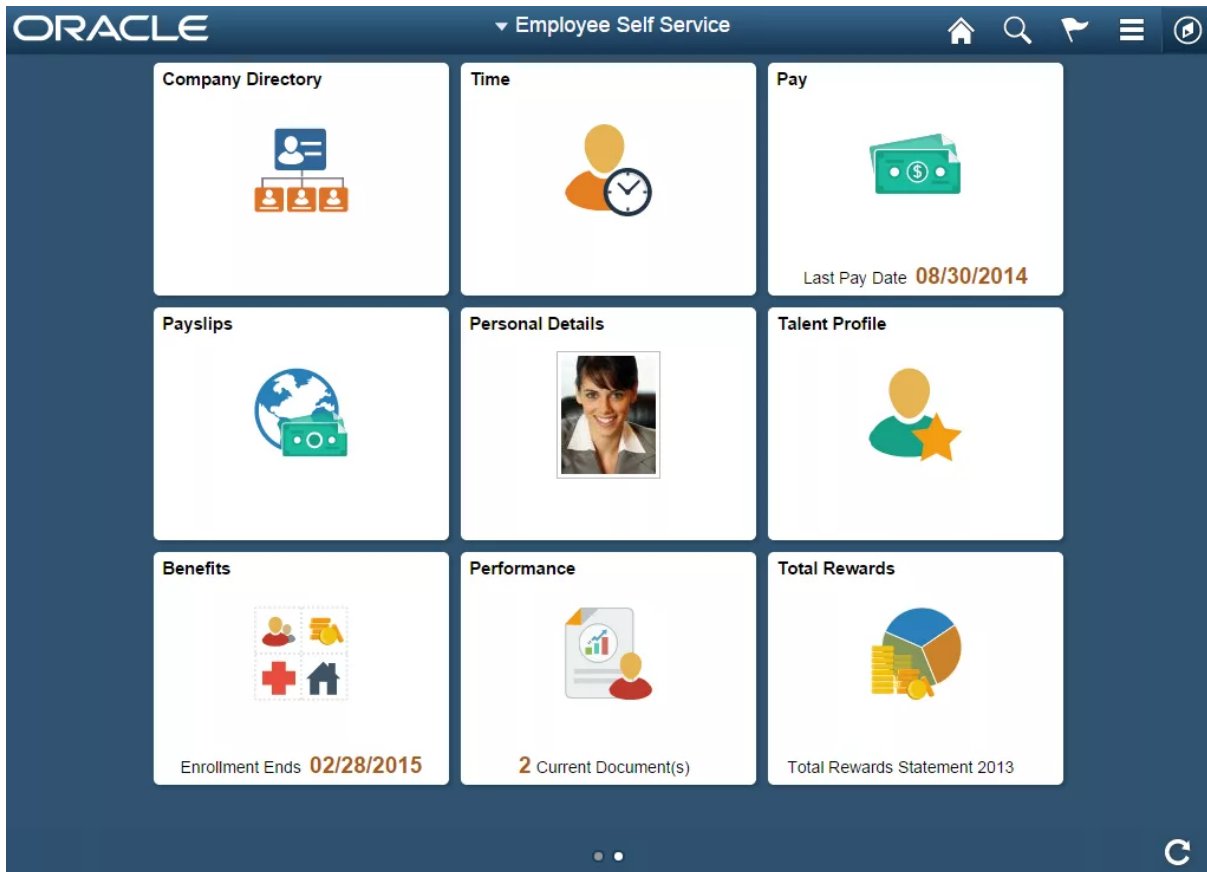 ORACLE
Employee Self Service
Company Directory
Time
Pay
Last Pay Date 08/30/2014
Payslips
Personal Details
Talent Profile
Benefits
Enrollment Ends 02/28/2015
Performance
2 Current Document(s)
Total Rewards
Total Rewards Statement 2013